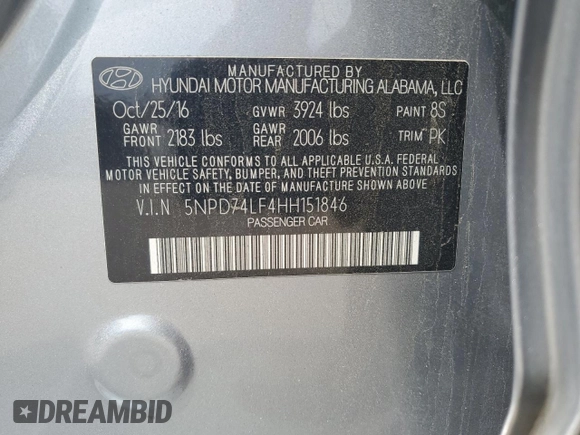 MANUFACTURED BY
HYUNDAI MOTOR MANUFACTURING ALABAMA, LLC
Oct/25/16 GVWR 3924 lbs PAINT 8S
GAWR FRONT 2183 lbs GAWR REAR 2006 lbs TRIM PK
THIS VEHICLE CONFORMS TO ALL APPLICABLE U.S.A. FEDERAL
MOTOR VEHICLE SAFETY, BUMPER, AND THEFT PREVENTION STANDARDS
IN EFFECT ON THE DATE OF MANUFACTURE SHOWN ABOVE.
V.I.N 5NPD74LF4HH151846
PASSENGER CAR
DREAMBID